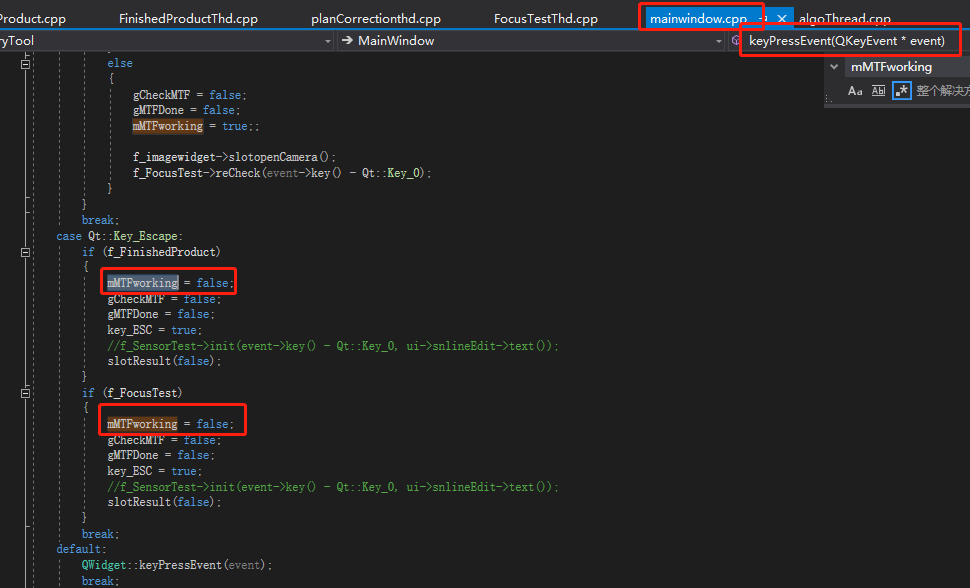 Product.cpp FinishedProductThd.cpp planCorrectionthd.cpp FocusTestThd.cpp mainwindow.cpp algoThread.cpp
ryTool MainWindow keyPressEvent(QKeyEvent * event)
mMTFworking
Aa Ab 整个解决方
else
{
gCheckMTF = false;
gMTFDone = false;
mMTFworking = true;;
f_imagewidget->slotopenCamera();
f_FocusTest->reCheck(event->key() - Qt::Key_0);
}
}
break;
case Qt::Key_Escape:
if (f_FinishedProduct)
{
mMTFworking = false;
gCheckMTF = false;
gMTFDone = false;
key_BSC = true;
//f_SensorTest->init(event->key() - Qt::Key_0, ui->snlineEdit->text());
slotResult(false);
}
if (f_FocusTest)
{
mMTFworking = false;
gCheckMTF = false;
gMTFDone = false;
key_BSC = true;
//f_SensorTest->init(event->key() - Qt::Key_0, ui->snlineEdit->text());
slotResult(false);
}
break;
default:
QWidget::keyPressEvent(event);
break;